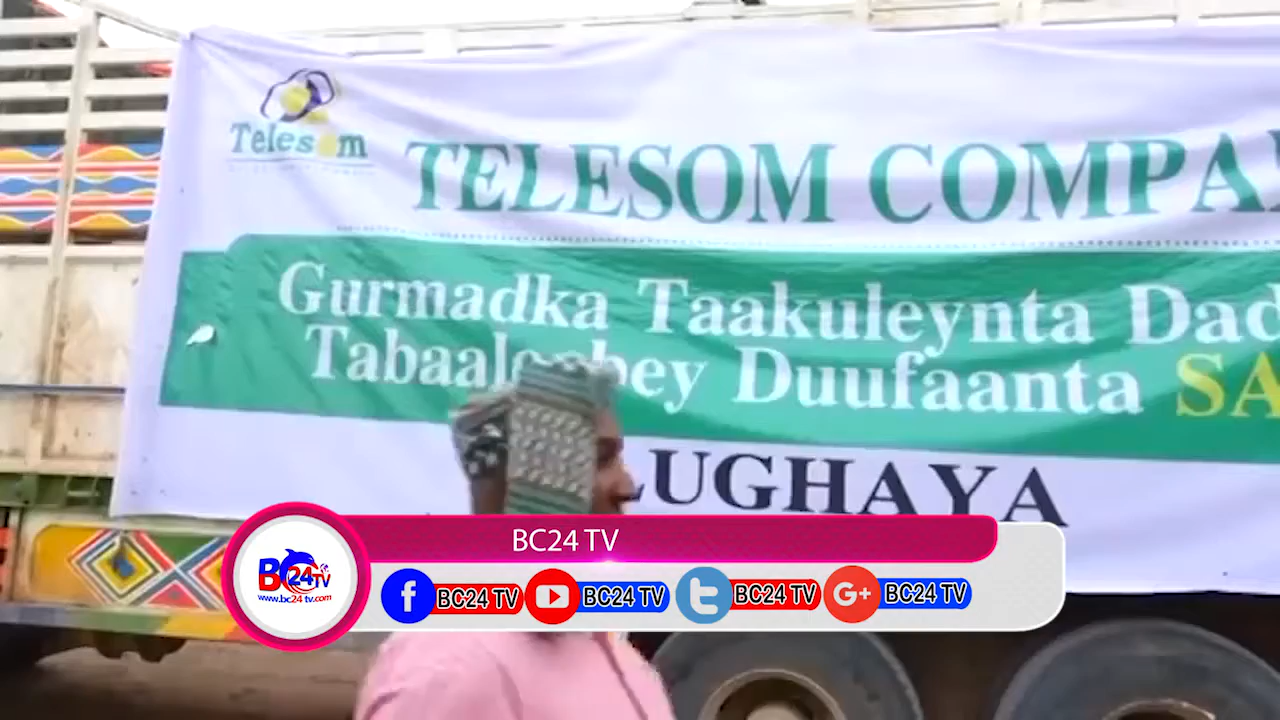 Telesom
TELESOM COMPA
Gurmadka Taakuleynta Dad
Duufaanta SA
LUGHAYA
BC24 TV
BC24TV
www.bc24tv.com
BC24 TV
BC24 TV
BC24 TV
BC24 TV